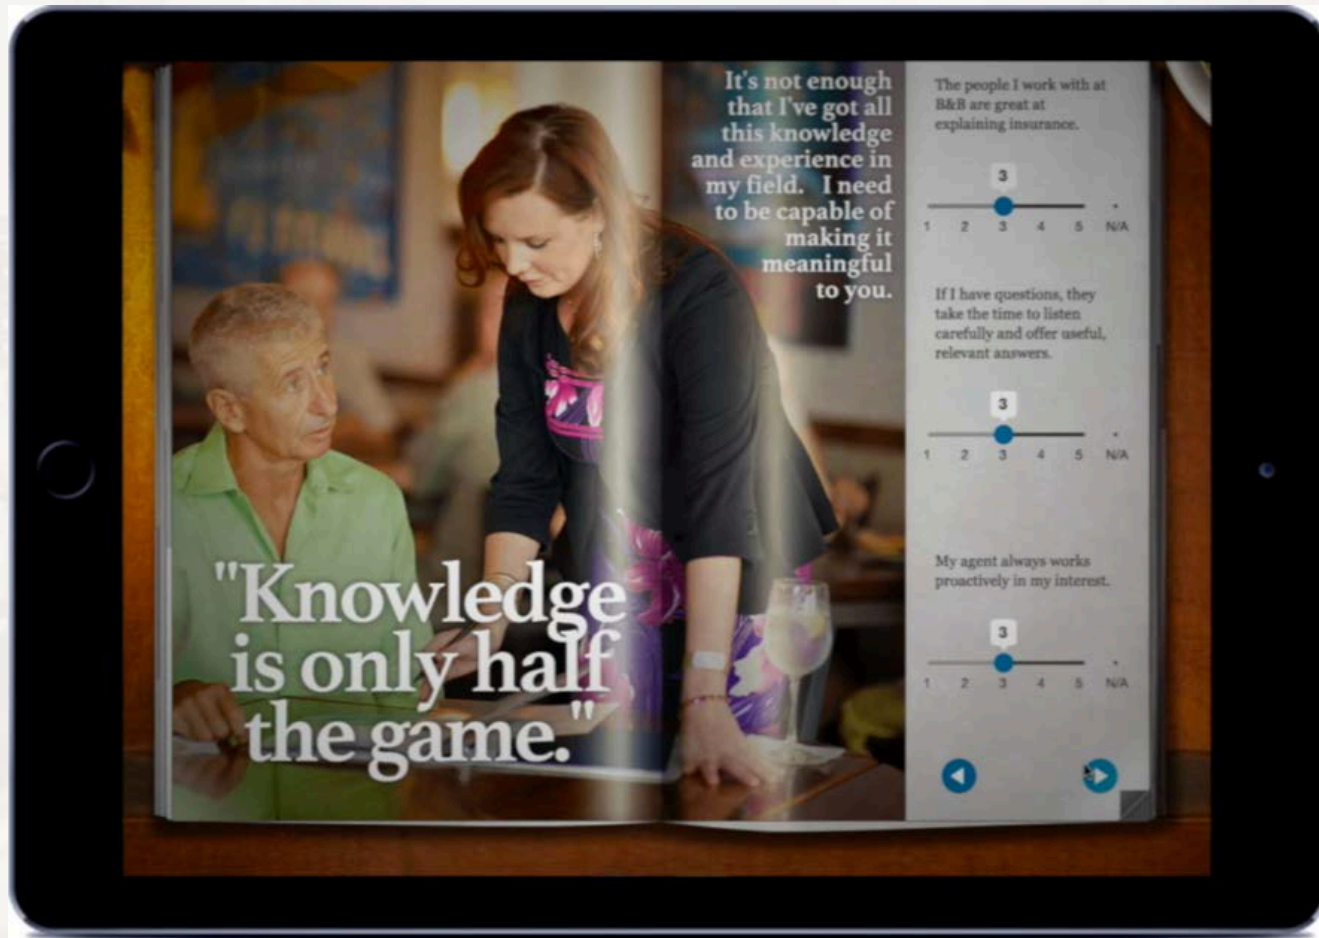 It's not enough
that I've got all
this knowledge
and experience in
my field. I need
to be capable of
making it
meaningful
to you.
"Knowledge
is only half
the game."
The people I work with at
B&B are great at
explaining insurance.
3
1 2 3 4 5 N/A
If I have questions, they
take the time to listen
carefully and offer useful,
relevant answers.
3
1 2 3 4 5 N/A
My agent always works
proactively in my interest.
3
1 2 3 4 5 N/A